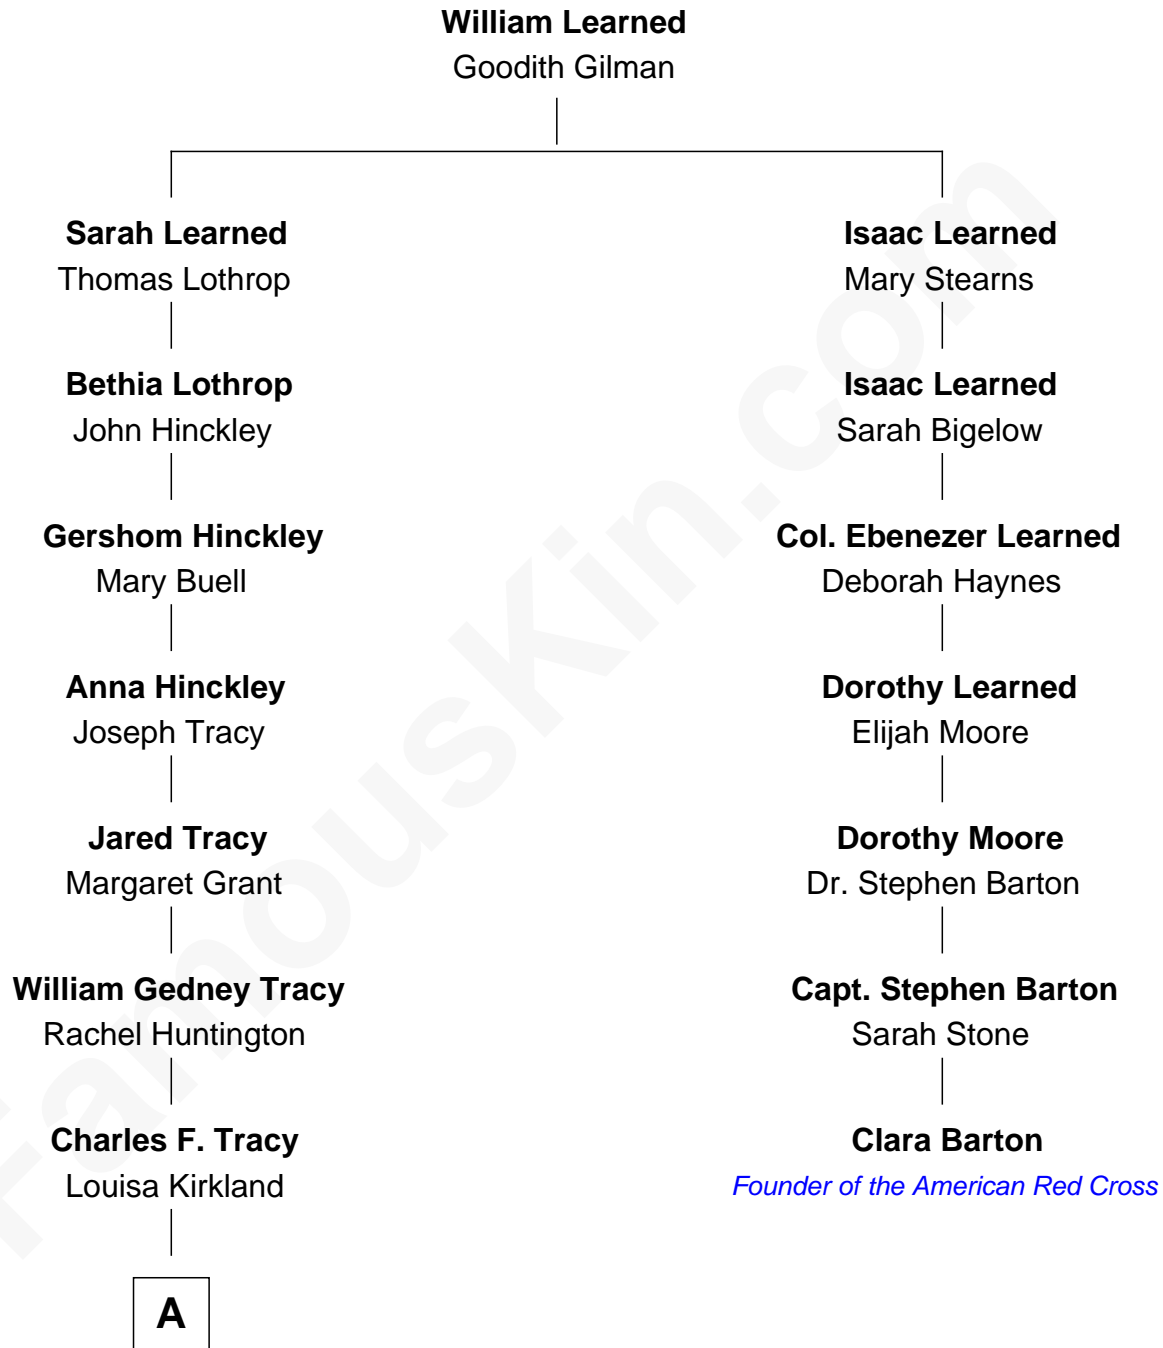 William Learned
Goodith Gilman
Sarah Learned
Thomas Lothrop
Isaac Learned
Mary Stearns
Bethia Lothrop
John Hinckley
Isaac Learned
Sarah Bigelow
Gershom Hinckley
Mary Buell
Col. Ebenezer Learned
Deborah Haynes
Anna Hinckley
Joseph Tracy
Dorothy Learned
Elijah Moore
Jared Tracy
Margaret Grant
Dorothy Moore
Dr. Stephen Barton
William Gedney Tracy
Rachel Huntington
Capt. Stephen Barton
Sarah Stone
Charles F. Tracy
Louisa Kirkland
Clara Barton
Founder of the American Red Cross
A
FamousKin.com